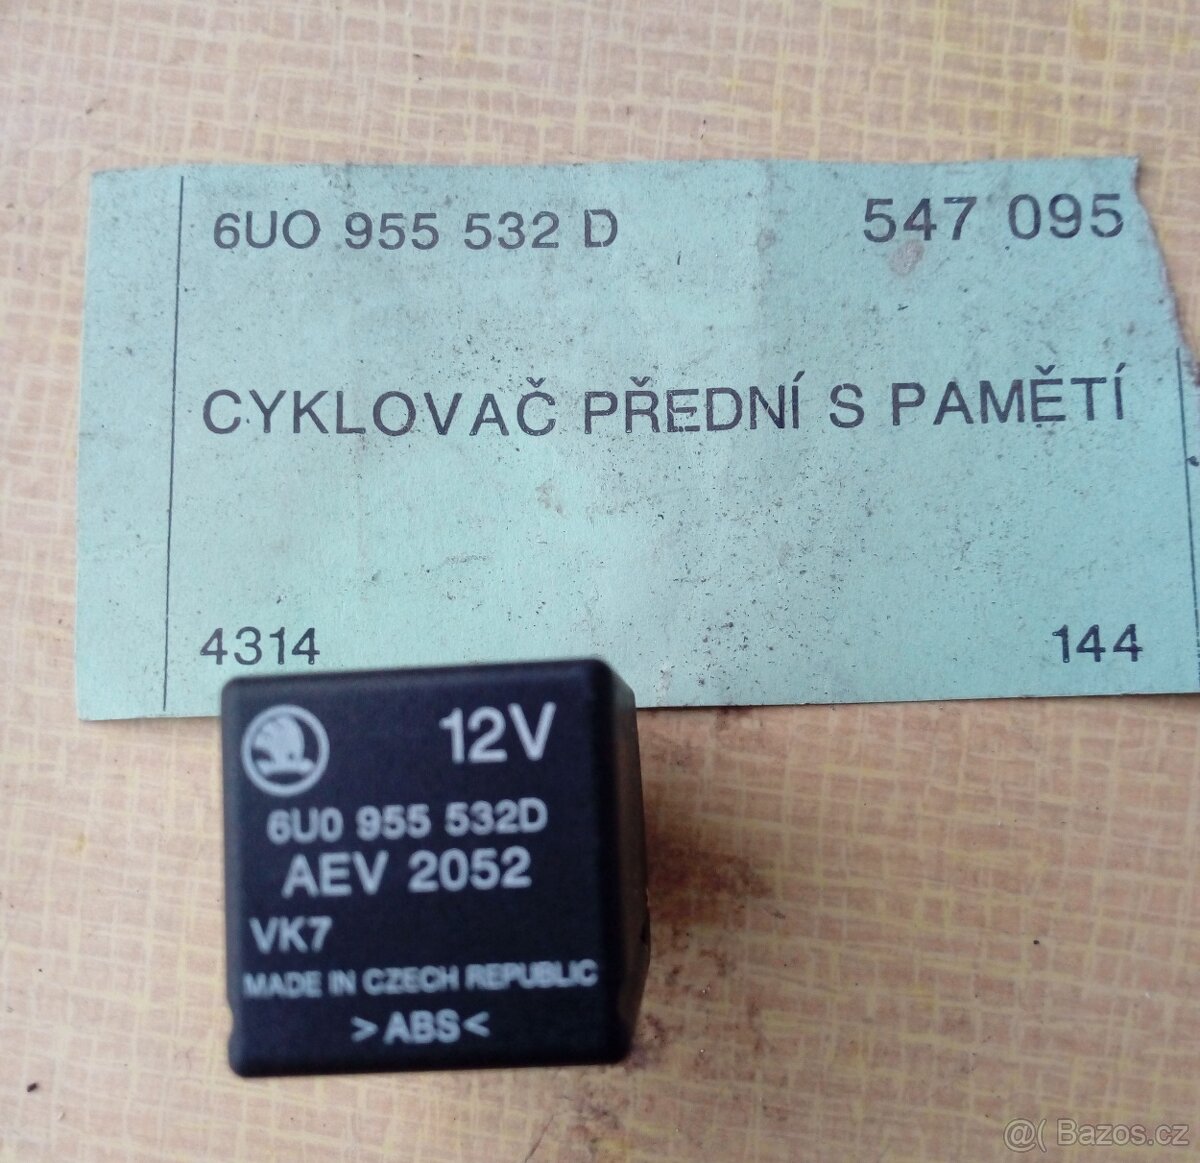 6UO 955 532 D 547 095
CYKLOVAČ PŘEDNÍ S PAMĚTÍ
4314 144
12V
6U0 955 532D
AEV 2052
VK7
MADE IN CZECH REPUBLIC
>ABS<
@( Bazos.cz